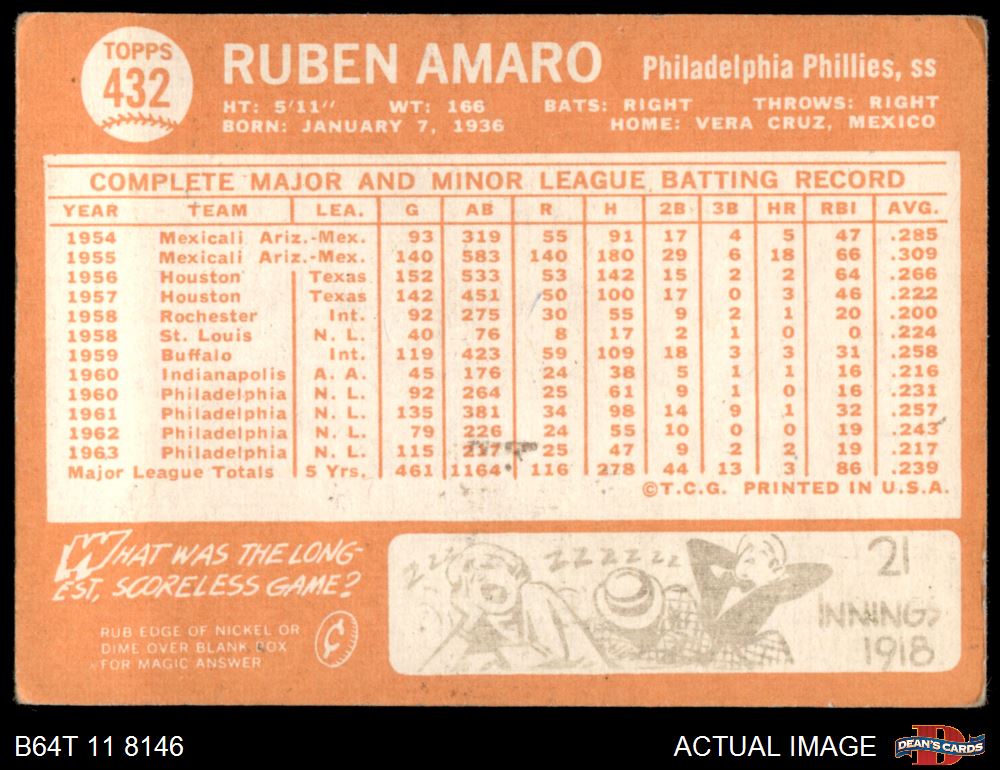 TOPPS
432
RUBEN AMARO Philadelphia Phillies, ss
HT: 5'11" WT: 166 BATS: RIGHT THROWS: RIGHT
BORN: JANUARY 7, 1936 HOME: VERA CRUZ, MEXICO
COMPLETE MAJOR AND MINOR LEAGUE BATTING RECORD
YEAR TEAM LEA. G AB R H 2B 3B HR RBI AVG.
1954 Mexicali Ariz.-Mex. 93 319 55 91 17 4 5 47 .285
1955 Mexicali Ariz.-Mex. 140 583 140 180 29 6 18 66 .309
1956 Houston Texas 152 533 53 142 15 2 2 64 .266
1957 Houston Texas 142 451 50 100 17 0 3 46 .222
1958 Rochester Int. 92 275 30 55 9 2 1 20 .200
1958 St. Louis N. L. 40 76 8 17 2 1 0 0 .224
1959 Buffalo Int. 119 423 59 109 18 3 3 31 .258
1960 Indianapolis A. A. 45 176 24 38 5 1 1 16 .216
1960 Philadelphia N. L. 92 264 25 61 9 1 0 16 .231
1961 Philadelphia N. L. 135 381 34 98 14 9 1 32 .257
1962 Philadelphia N. L. 79 226 24 55 10 0 0 19 .243
1963 Philadelphia N. L. 115 217 25 47 9 2 2 19 .217
Major League Totals 5 Yrs. 461 1164 116 278 44 13 3 86 .239
©T.C.G. PRINTED IN U.S.A.
WHAT WAS THE LONG-
EST, SCORELESS GAME?
RUB EDGE OF NICKEL OR
DIME OVER BLANK BOX
FOR MAGIC ANSWER
¢
zzz zzzzzz
21
INNINGS
1918
B64T 11 8146 ACTUAL IMAGE D DEAN'S CARDS